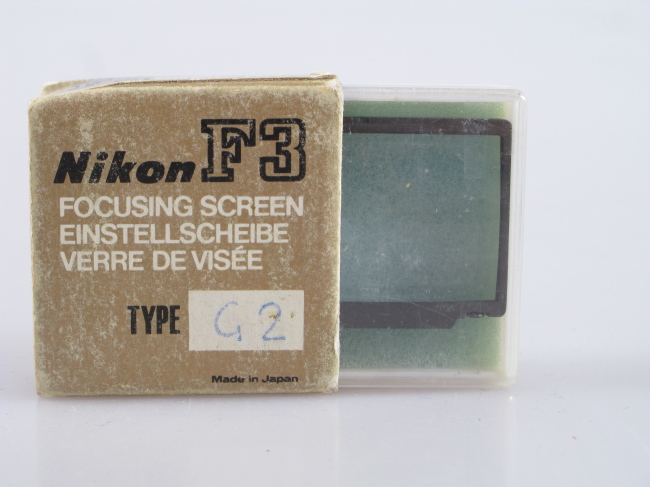 Nikon F3
FOCUSING SCREEN
EINSTELLSCHEIBE
VERRE DE VISÉE
TYPE G2
Made in Japan